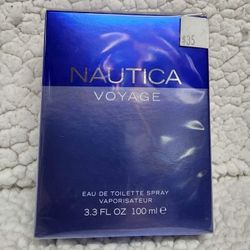 $35
NAUTICA
VOYAGE
EAU DE TOILETTE SPRAY
VAPORISATEUR
3.3 FL OZ 100 ml ℮